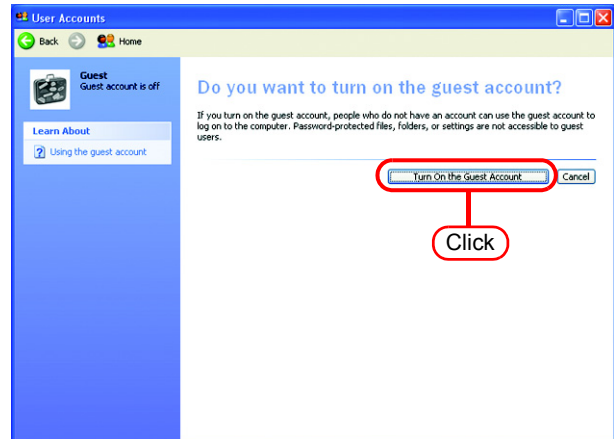 User Accounts
Back Home
Guest
Guest account is off
Learn About
Using the guest account
Do you want to turn on the guest account?
If you turn on the guest account, people who do not have an account can use the guest account to
log on to the computer. Password-protected files, folders, or settings are not accessible to guest
users.
Turn On the Guest Account Cancel
Click